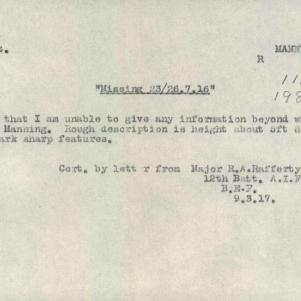 MANN
R
11
"Missing 23/26.7.16"
198
that I am unable to give any information beyond w
Manning. Rough description is height about 5ft 8
ark sharp features.
Cert. by lett r from Major R.A.Rafferty
12th Batt. A.I.F
B.E.F.
9.3.17.